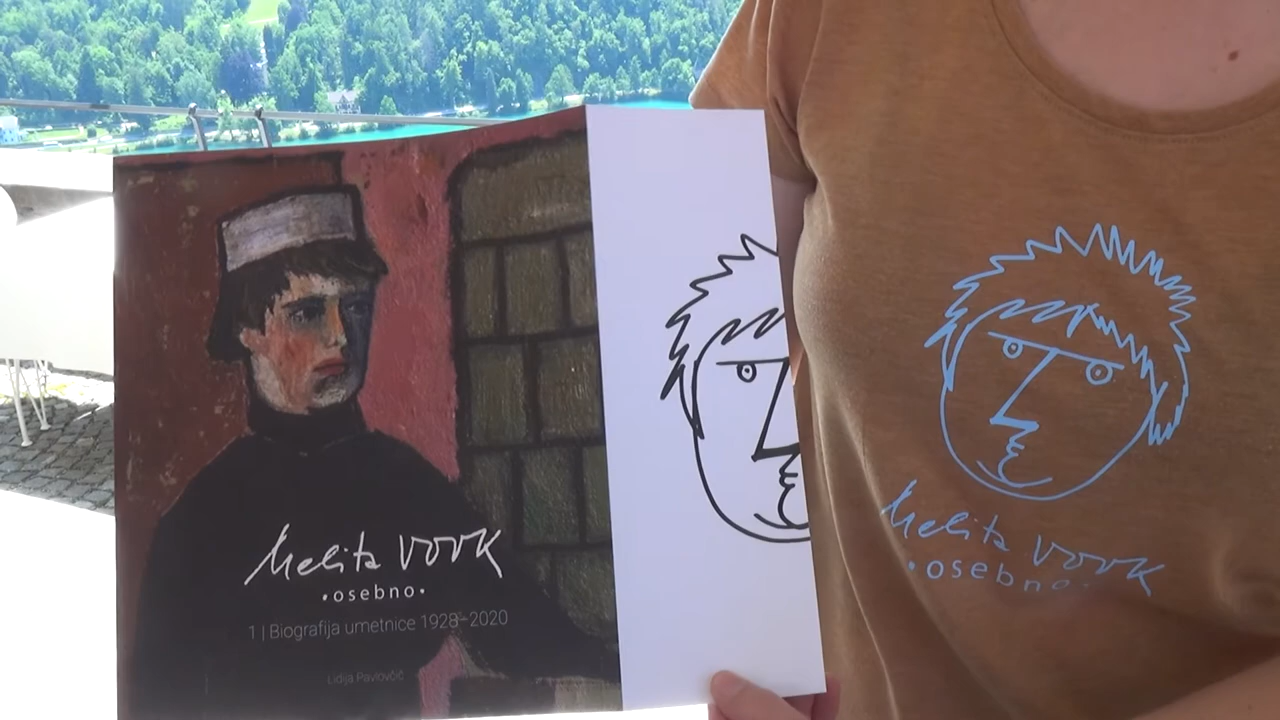 Melita Vovk
•osebno•
1 | Biografija umetnice 1928–2020
Lidija Pavlovčič
Melita Vovk
•osebno•